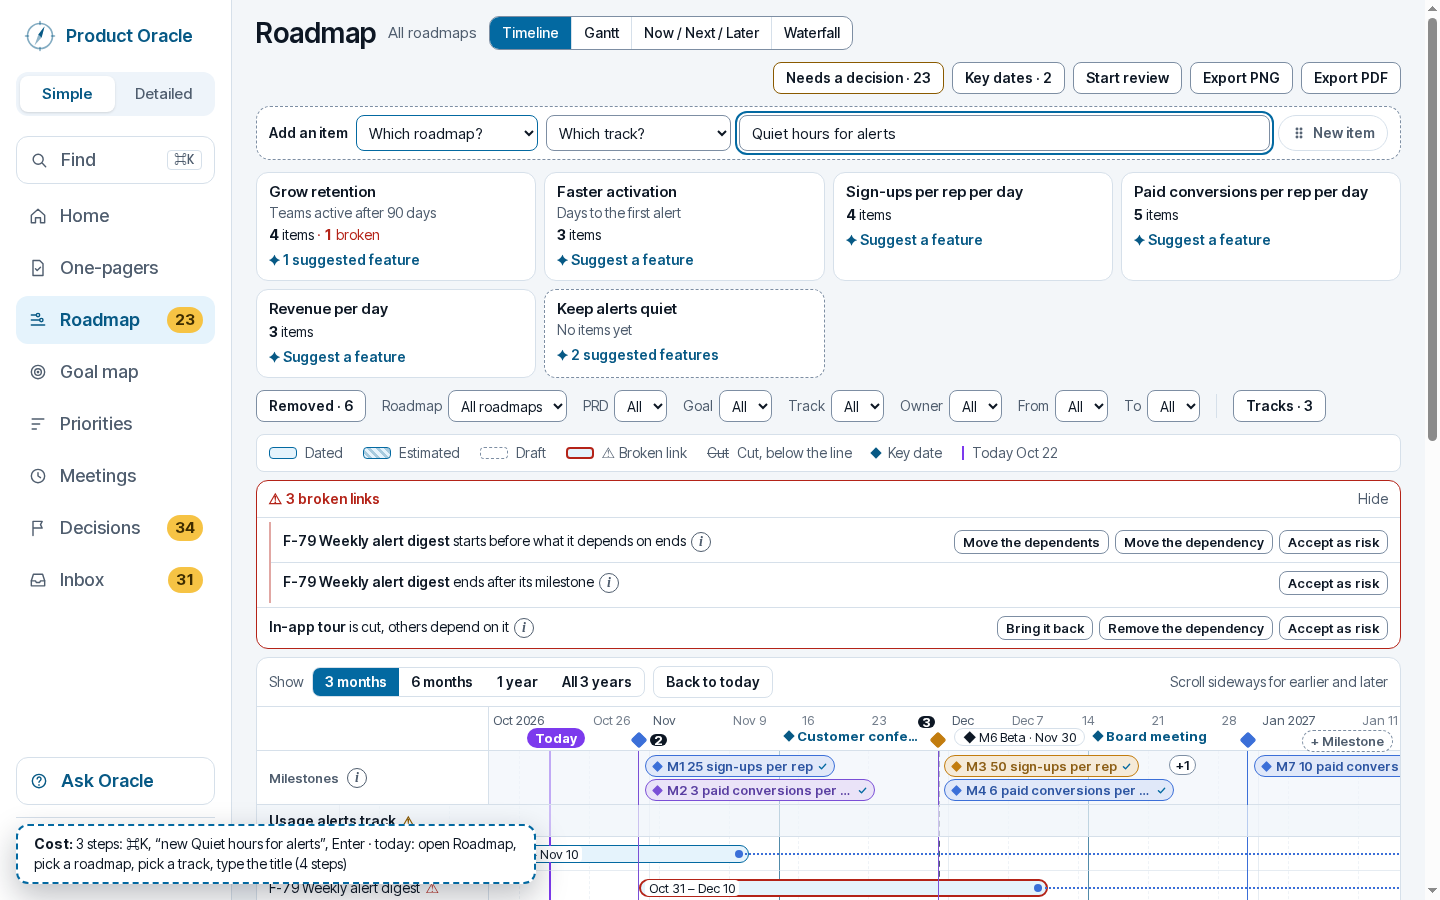 Product Oracle
Simple Detailed
Find ⌘K
Home
One-pagers
Roadmap 23
Goal map
Priorities
Meetings
Decisions 34
Inbox 31
Ask Oracle
Roadmap All roadmaps Timeline Gantt Now / Next / Later Waterfall
Needs a decision · 23 Key dates · 2 Start review Export PNG Export PDF
Add an item Which roadmap? Which track? Quiet hours for alerts New item
Grow retention
Teams active after 90 days
4 items · 1 broken
1 suggested feature
Faster activation
Days to the first alert
3 items
Suggest a feature
Sign-ups per rep per day
4 items
Suggest a feature
Paid conversions per rep per day
5 items
Suggest a feature
Revenue per day
3 items
Suggest a feature
Keep alerts quiet
No items yet
2 suggested features
Removed · 6 Roadmap All roadmaps PRD All Goal All Track All Owner All From All To All Tracks · 3
Dated Estimated Draft ⚠ Broken link Cut Cut, below the line Key date Today Oct 22
⚠ 3 broken links Hide
F-79 Weekly alert digest starts before what it depends on ends i Move the dependents Move the dependency Accept as risk
F-79 Weekly alert digest ends after its milestone i Accept as risk
In-app tour is cut, others depend on it i Bring it back Remove the dependency Accept as risk
Show 3 months 6 months 1 year All 3 years Back to today Scroll sideways for earlier and later
Oct 2026 Oct 26 Nov Nov 9 16 23 3 Dec Dec 7 14 21 28 Jan 2027 Jan 11
Today 2 Customer confe… M6 Beta · Nov 30 Board meeting + Milestone
Milestones i M1 25 sign-ups per rep ✓ M3 50 sign-ups per rep ✓ +1 M7 10 paid convers
M2 3 paid conversions per … ✓ M4 6 paid conversions per … ✓
Usage alerts track ⚠
Nov 10
F-79 Weekly alert digest ⚠ Oct 31 – Dec 10
Cost: 3 steps: ⌘K, “new Quiet hours for alerts”, Enter · today: open Roadmap,
pick a roadmap, pick a track, type the title (4 steps)